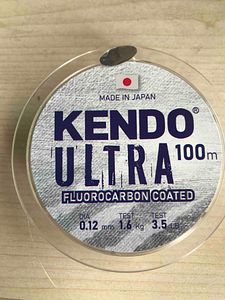 MADE IN JAPAN
KENDO®
ULTRA 100m
FLUOROCARBON COATED
DIA TEST TEST
0.12 mm 1.6 kg 3.5 LB